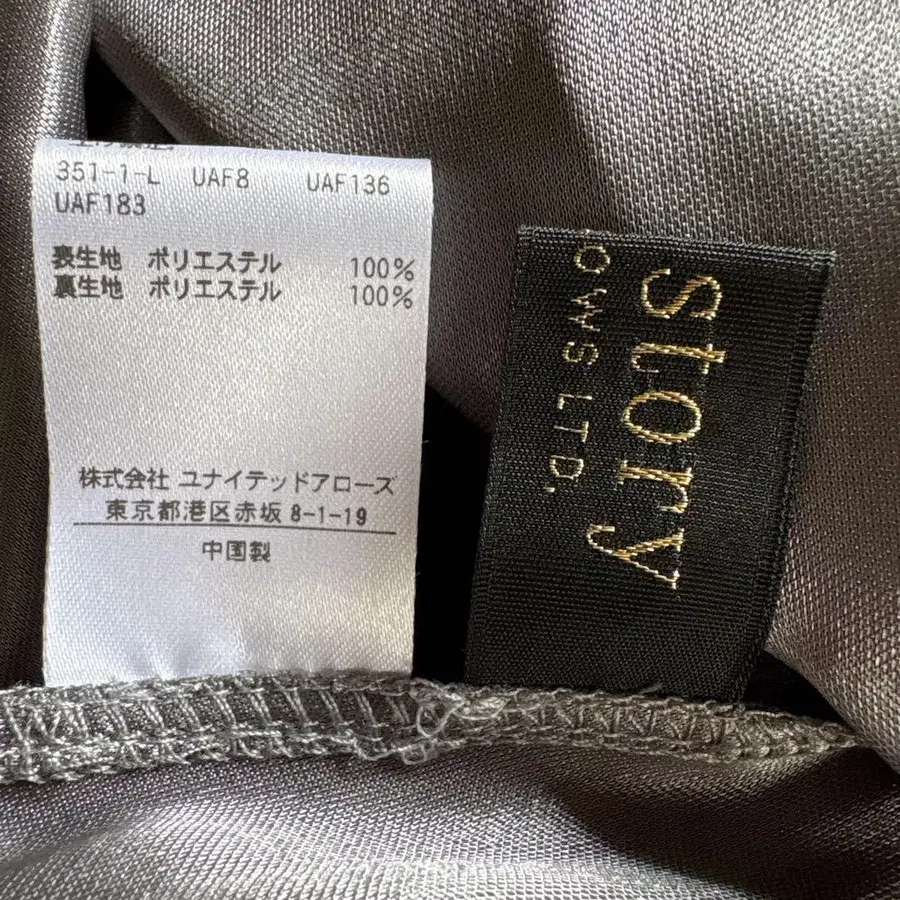 351-1-L UAF8 UAF136
UAF183
表生地 ポリエステル 100%
裏生地 ポリエステル 100%
株式会社 ユナイテッドアローズ
東京都港区赤坂 8-1-19
中国製
Story
OWS LTD.